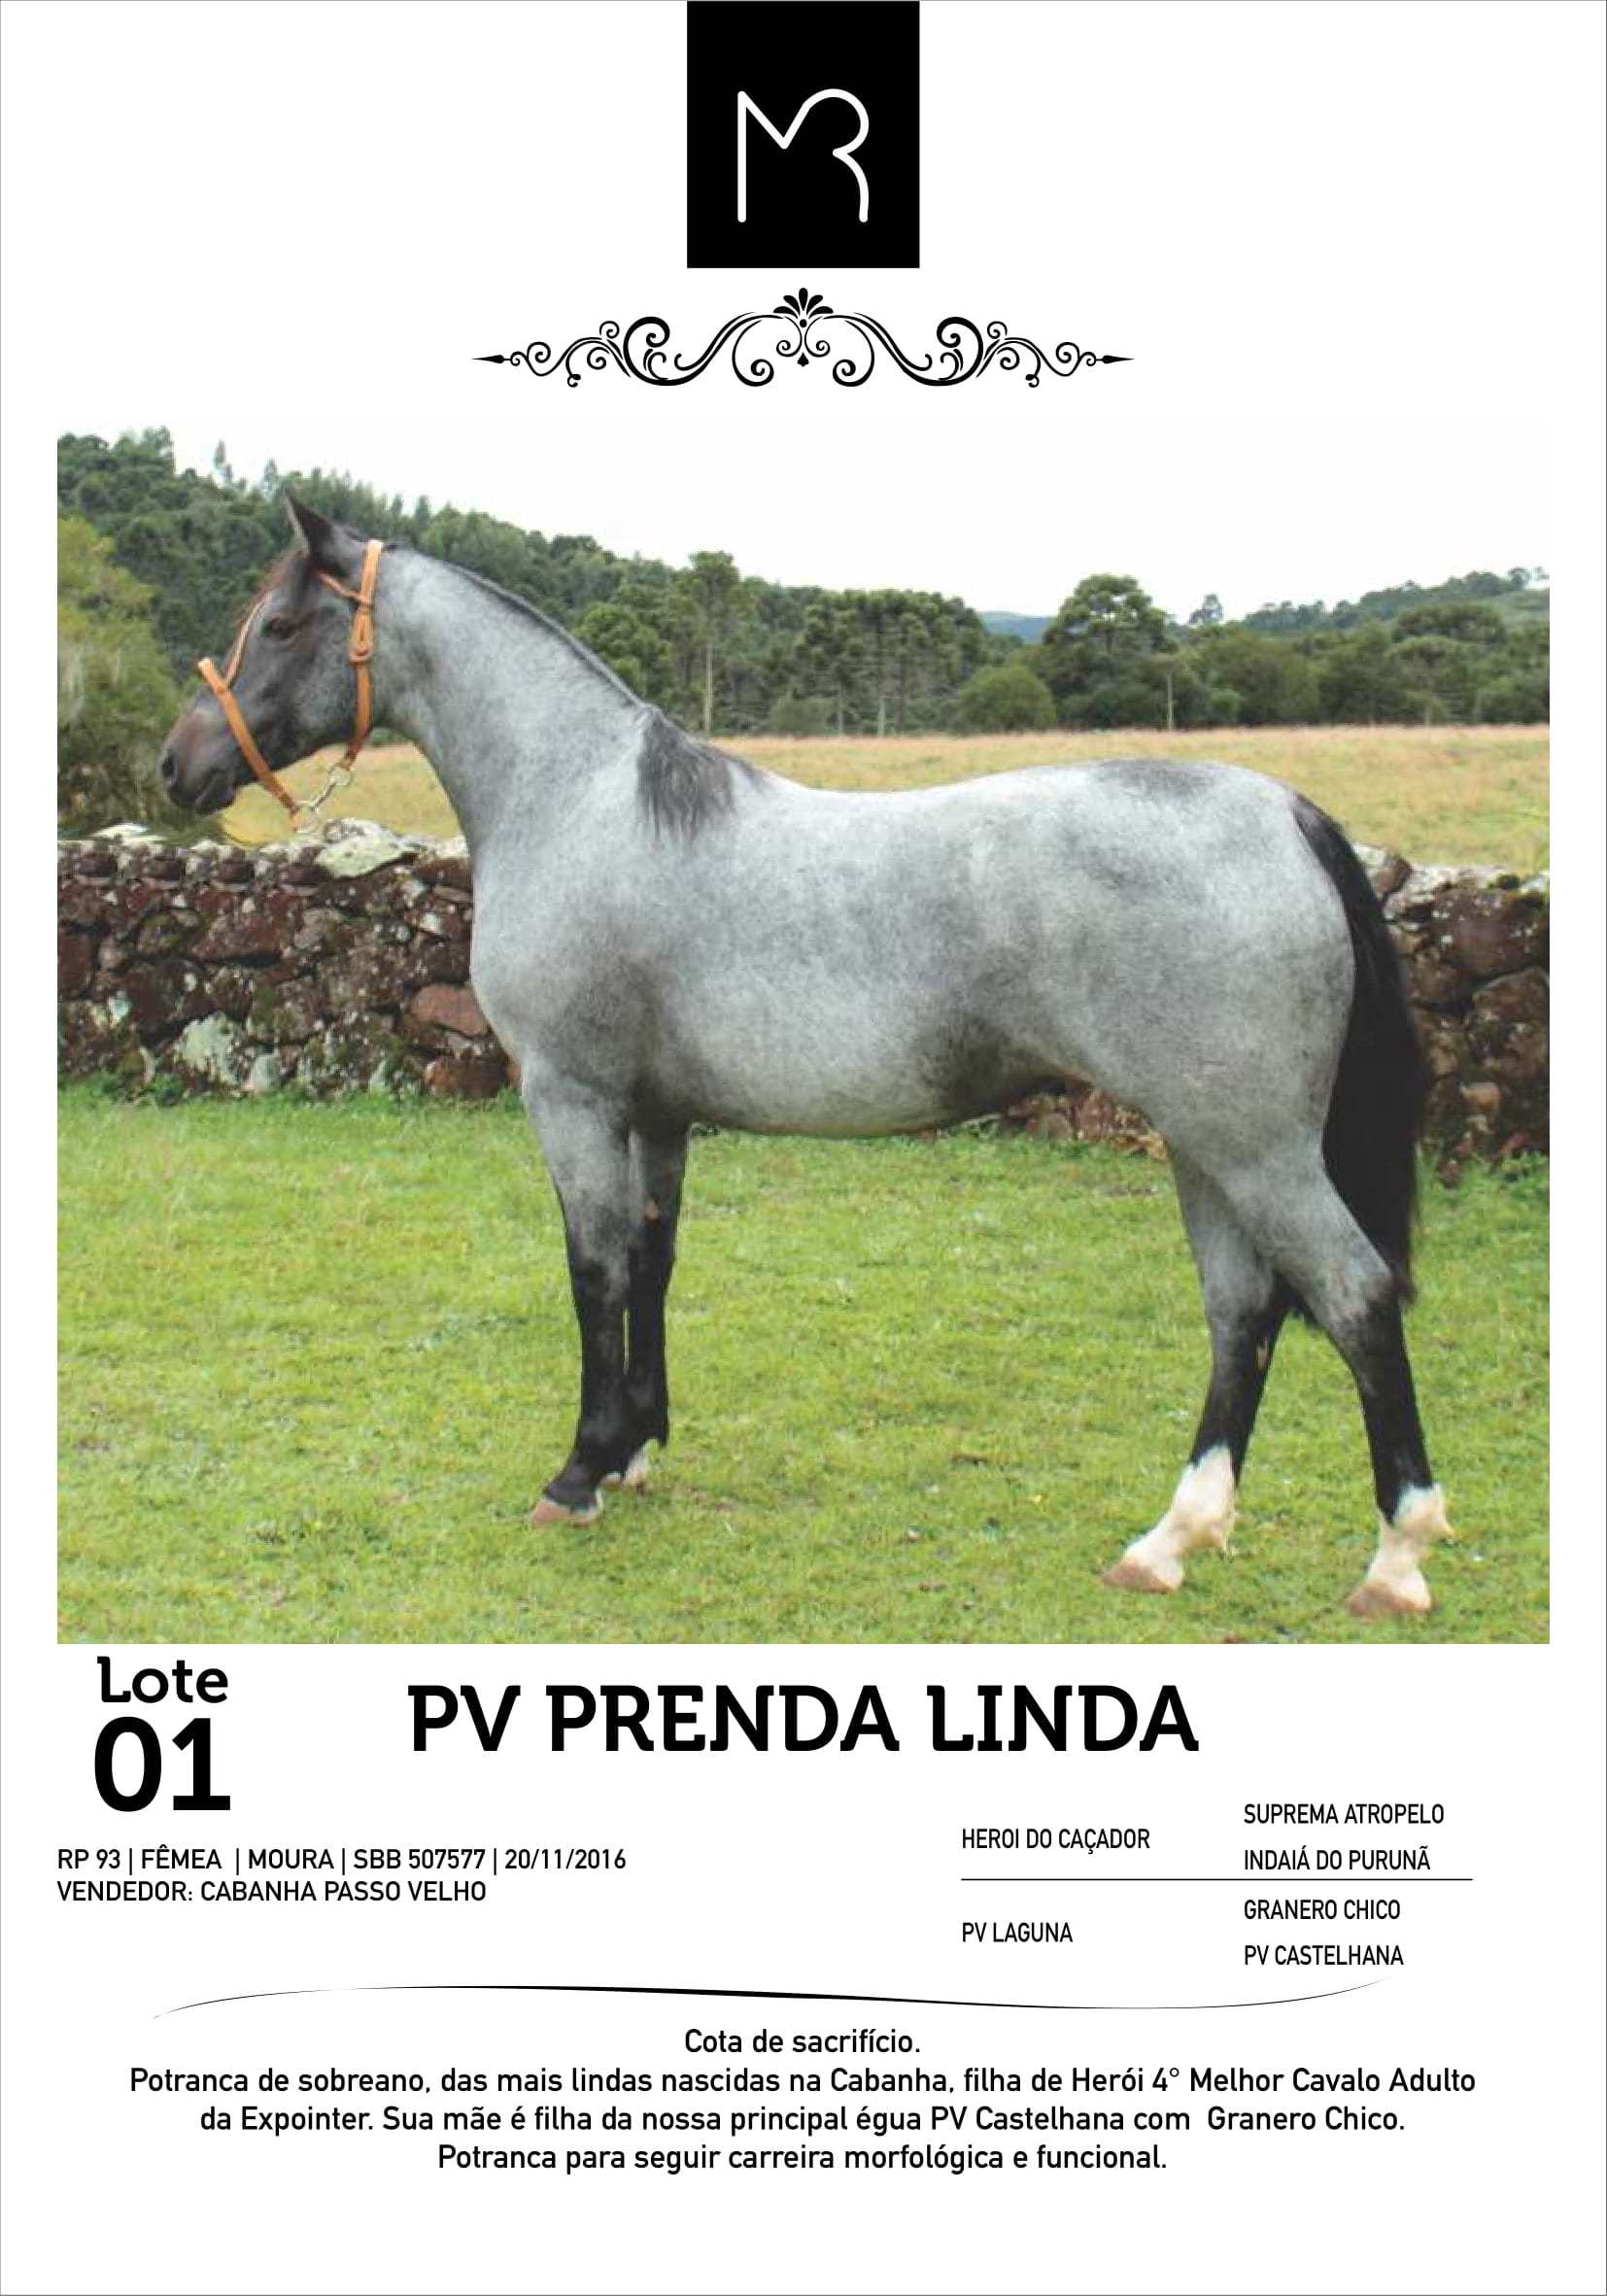 MR
Lote
01
PV PRENDA LINDA
RP 93 | FÊMEA | MOURA | SBB 507577 | 20/11/2016
VENDEDOR: CABANHA PASSO VELHO
HEROI DO CAÇADOR
SUPREMA ATROPELO
INDAIÁ DO PURUNÃ
PV LAGUNA
GRANERO CHICO
PV CASTELHANA
Cota de sacrifício.
Potranca de sobreano, das mais lindas nascidas na Cabanha, filha de Herói 4° Melhor Cavalo Adulto
da Expointer. Sua mãe é filha da nossa principal égua PV Castelhana com Granero Chico.
Potranca para seguir carreira morfológica e funcional.